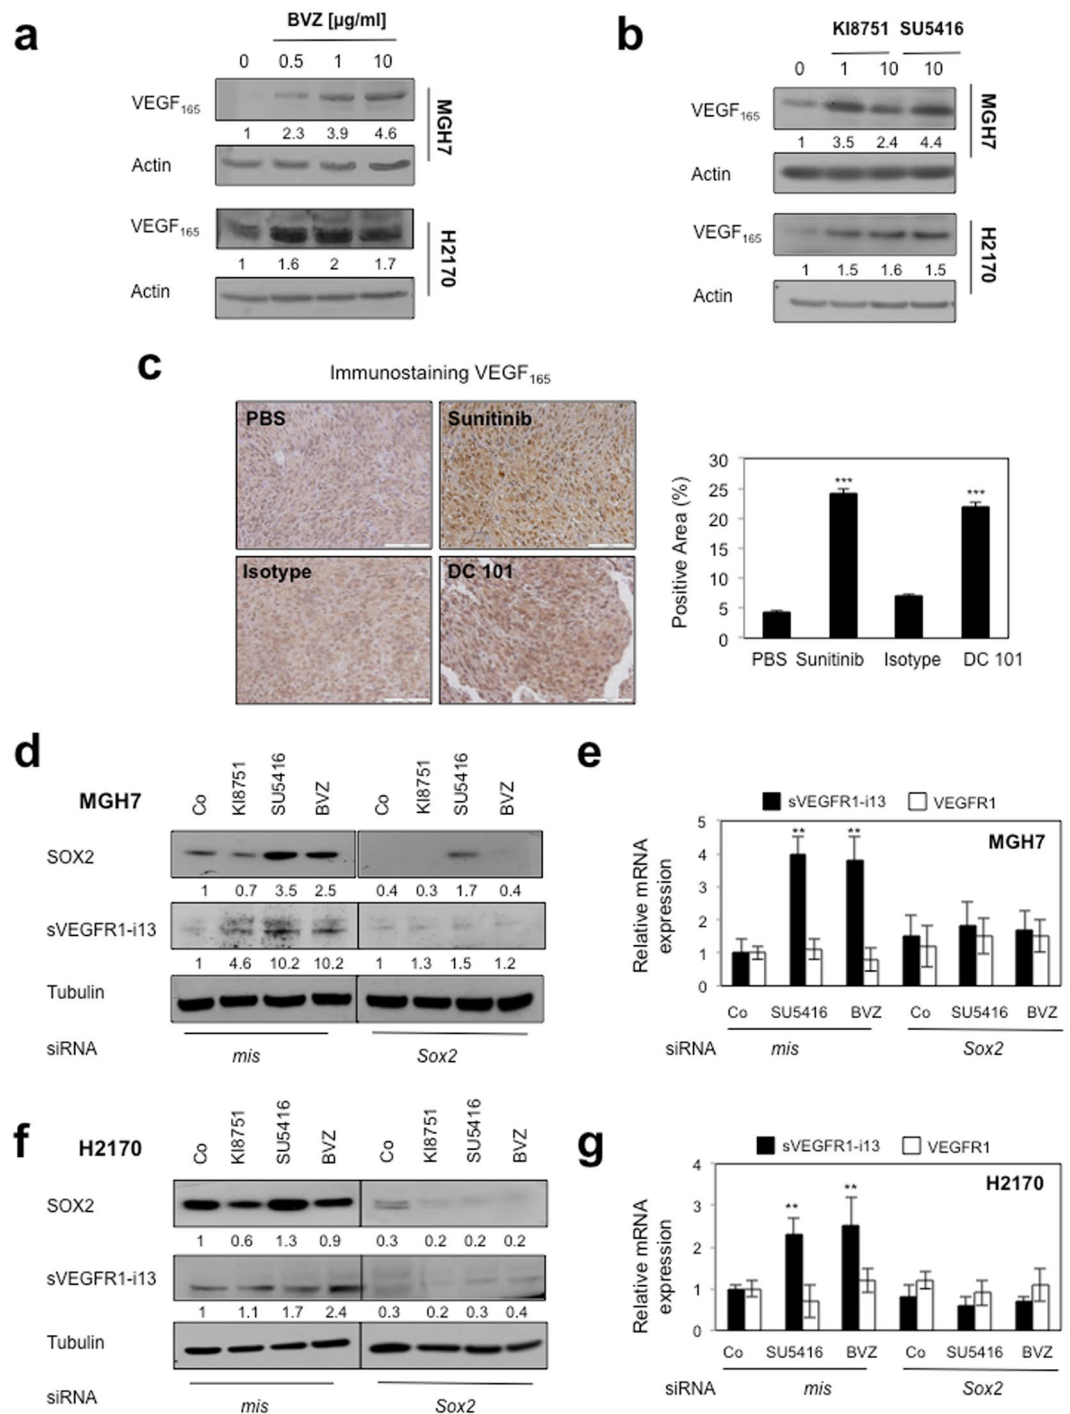 a
BVZ [µg/ml]
0 0.5 1 10
VEGF165
1 2.3 3.9 4.6
Actin
MGH7
VEGF165
1 1.6 2 1.7
Actin
H2170
b
KI8751 SU5416
0 1 10 10
VEGF165
1 3.5 2.4 4.4
Actin
MGH7
VEGF165
1 1.5 1.6 1.5
Actin
H2170
c
Immunostaining VEGF165
PBS
Sunitinib
Isotype
DC 101
Positive Area (%)
30
25
20
15
10
5
0
***
***
PBS Sunitinib Isotype DC 101
d
MGH7
Co KI8751 SU5416 BVZ Co KI8751 SU5416 BVZ
SOX2
1 0.7 3.5 2.5 0.4 0.3 1.7 0.4
sVEGFR1-i13
1 4.6 10.2 10.2 1 1.3 1.5 1.2
Tubulin
siRNA mis Sox2
e
sVEGFR1-i13 VEGFR1
MGH7
Relative mRNA
expression
5
4
3
2
1
0
** **
Co SU5416 BVZ Co SU5416 BVZ
siRNA mis Sox2
f
H2170
Co KI8751 SU5416 BVZ Co KI8751 SU5416 BVZ
SOX2
1 0.6 1.3 0.9 0.3 0.2 0.2 0.2
sVEGFR1-i13
1 1.1 1.7 2.4 0.3 0.2 0.3 0.4
Tubulin
siRNA mis Sox2
g
sVEGFR1-i13 VEGFR1
H2170
Relative mRNA
expression
4
3
2
1
0
** **
Co SU5416 BVZ Co SU5416 BVZ
siRNA mis Sox2